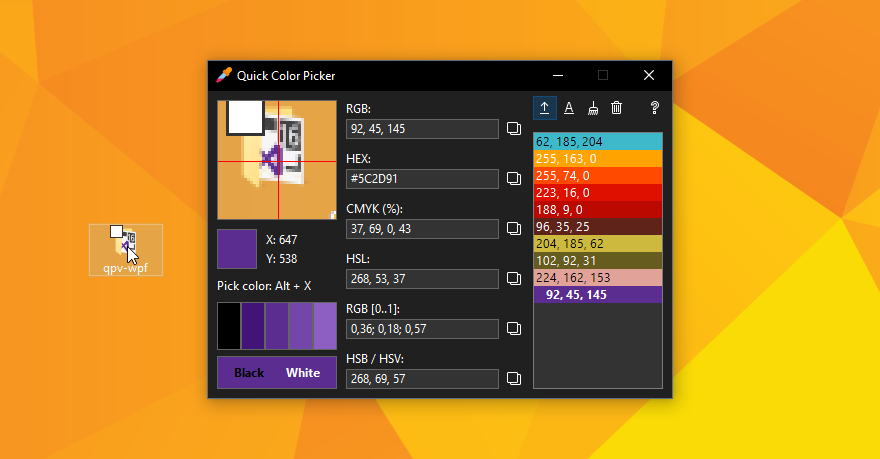 Quick Color Picker
RGB:
92, 45, 145
HEX:
#5C2D91
CMYK (%):
37, 69, 0, 43
HSL:
268, 53, 37
RGB [0..1]:
0,36; 0,18; 0,57
HSB / HSV:
268, 69, 57
X: 647
Y: 538
Pick color: Alt + X
Black White
A ?
62, 185, 204
255, 163, 0
255, 74, 0
223, 16, 0
188, 9, 0
96, 35, 25
204, 185, 62
102, 92, 31
224, 162, 153
92, 45, 145
16
16
qpv-wpf